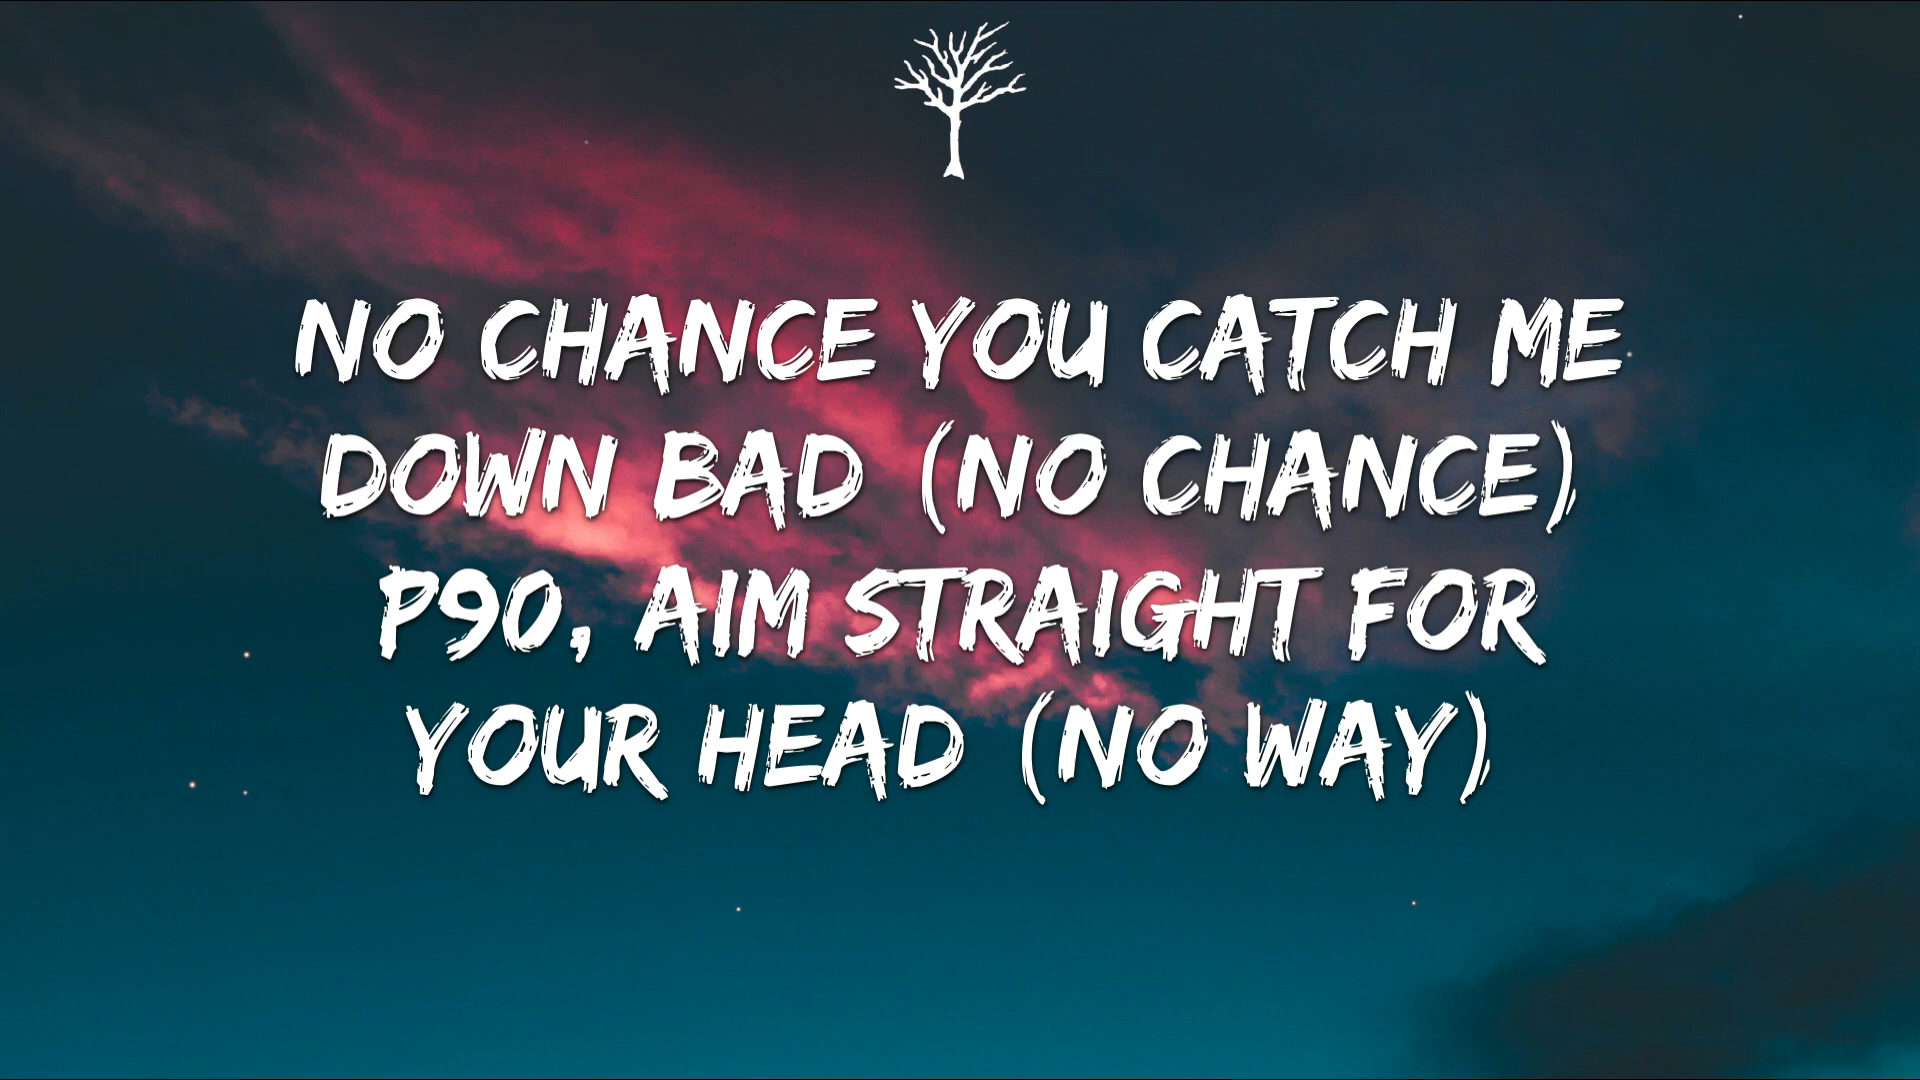 NO CHANCE YOU CATCH ME
DOWN BAD (NO CHANCE)
P90, AIM STRAIGHT FOR
YOUR HEAD (NO WAY)